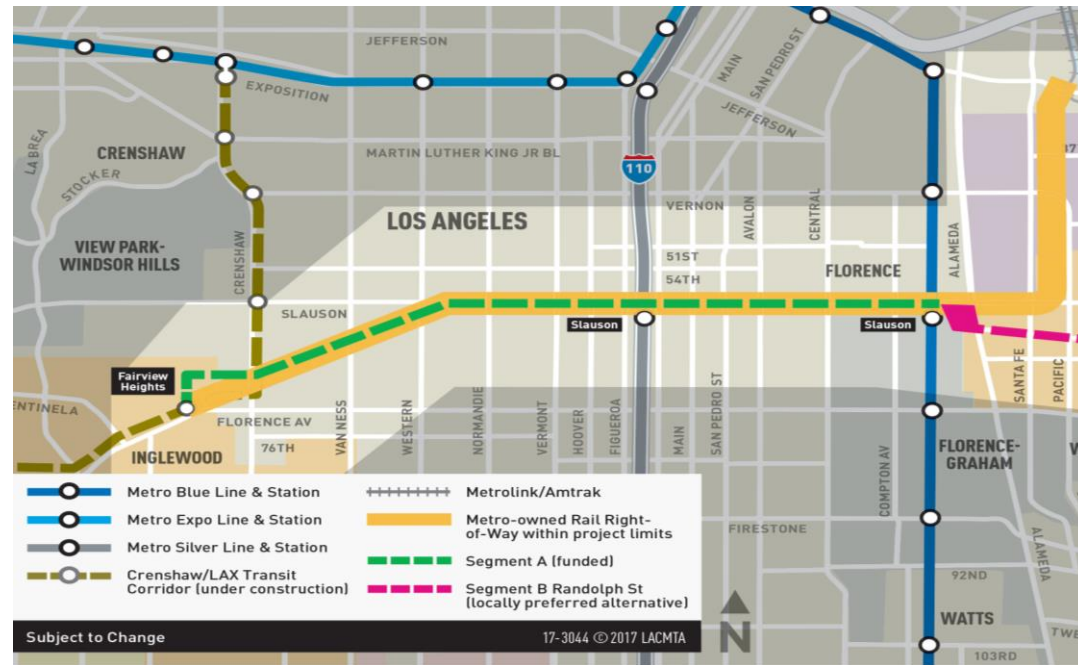 JEFFERSON
MAIN
SAN PEDRO ST
EXPOSITION
JEFFERSON
LA BREA
CRENSHAW
MARTIN LUTHER KING JR BL
110
STOCKER
VERNON
LOS ANGELES
AVALON
CENTRAL
ALAMEDA
VIEW PARK-
WINDSOR HILLS
CRENSHAW
51ST
54TH
FLORENCE
SLAUSON
Slauson
Slauson
Fairview
Heights
SANTA FE
PACIFIC
ENTINELA
FLORENCE AV
76TH
INGLEWOOD
VAN NESS
WESTERN
NORMANDIE
VERMONT
HOOVER
FIGUEROA
MAIN
SAN PEDRO ST
COMPTON AV
FLORENCE-
GRAHAM
FIRESTONE
ALAMEDA
92ND
WATTS
103RD
TWE
Metro Blue Line & Station
Metro Expo Line & Station
Metro Silver Line & Station
Crenshaw/LAX Transit
Corridor (under construction)
Metrolink/Amtrak
Metro-owned Rail Right-
of-Way within project limits
Segment A (funded)
Segment B Randolph St
(locally preferred alternative)
N
Subject to Change
17-3044 © 2017 LACMTA